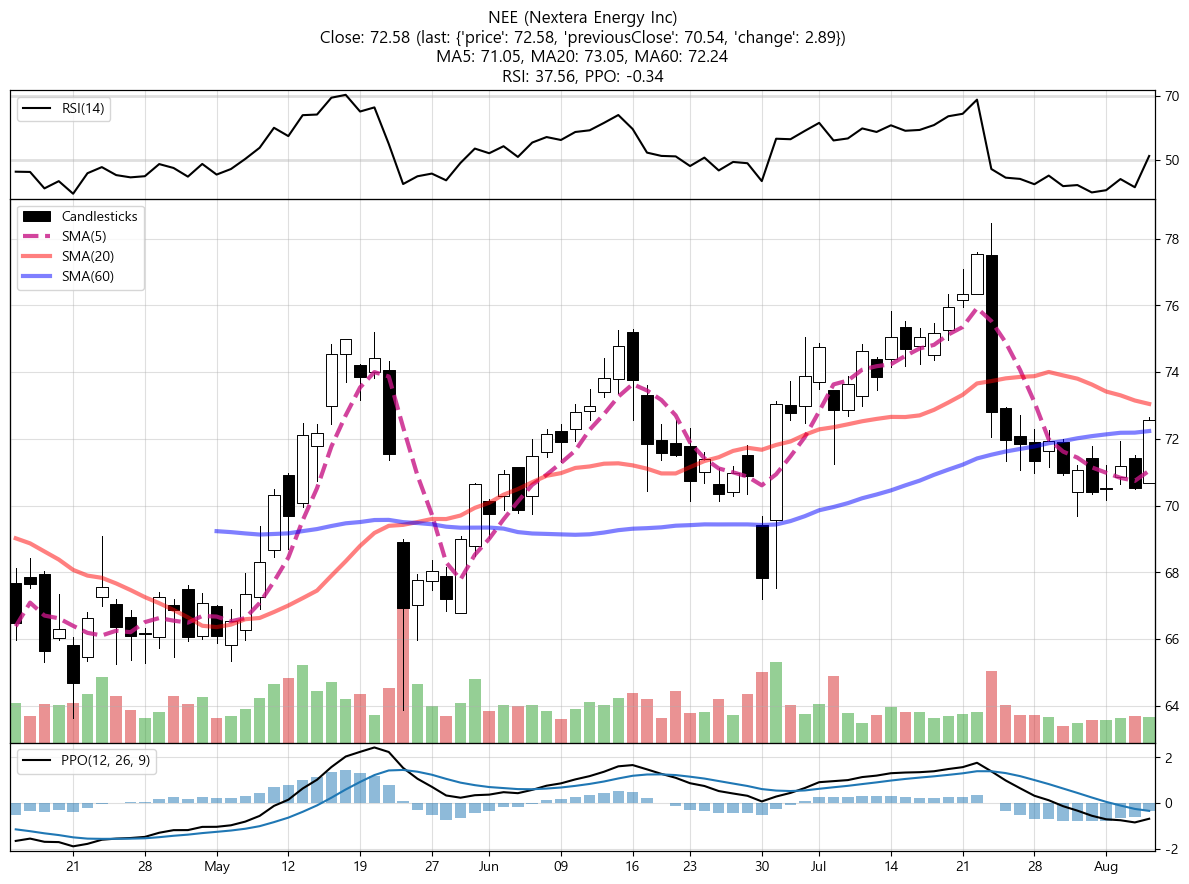 NEE (Nextera Energy Inc)
Close: 72.58 (last: {'price': 72.58, 'previousClose': 70.54, 'change': 2.89})
MA5: 71.05, MA20: 73.05, MA60: 72.24
RSI: 37.56, PPO: -0.34
RSI(14)
70
50
Candlesticks
SMA(5)
SMA(20)
SMA(60)
78
76
74
72
70
68
66
64
PPO(12, 26, 9)
2
0
-2
21 28 May 12 19 27 Jun 09 16 23 30 Jul 14 21 28 Aug